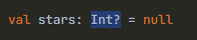 val stars: Int? = null